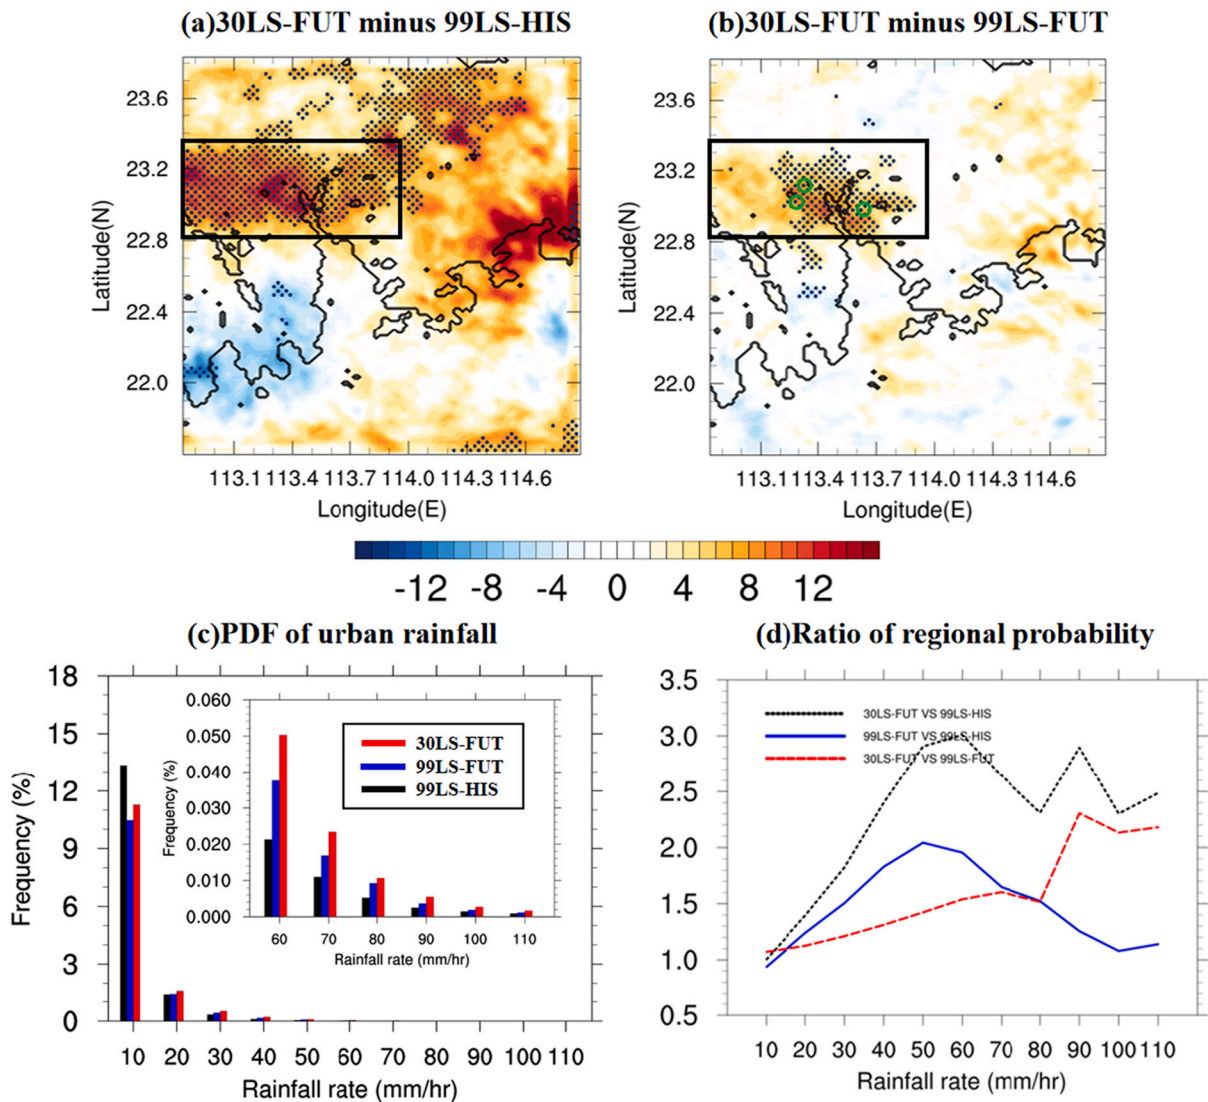 (a)30LS-FUT minus 99LS-HIS
(b)30LS-FUT minus 99LS-FUT
23.6
23.2
22.8
22.4
22.0
Latitude(N)
113.1 113.4 113.7 114.0 114.3 114.6
Longitude(E)
23.6
23.2
22.8
22.4
22.0
Latitude(N)
113.1 113.4 113.7 114.0 114.3 114.6
Longitude(E)
-12 -8 -4 0 4 8 12
(c)PDF of urban rainfall
18
15
12
9
6
3
0
Frequency (%)
10 20 30 40 50 60 70 80 90 100 110
Rainfall rate (mm/hr)
0.060
0.050
0.040
0.030
0.020
0.010
0.000
Frequency (%)
60 70 80 90 100 110
Rainfall rate (mm/hr)
30LS-FUT
99LS-FUT
99LS-HIS
(d)Ratio of regional probability
3.5
3.0
2.5
2.0
1.5
1.0
0.5
30LS-FUT VS 99LS-HIS
99LS-FUT VS 99LS-HIS
30LS-FUT VS 99LS-FUT
10 20 30 40 50 60 70 80 90 100 110
Rainfall rate (mm/hr)